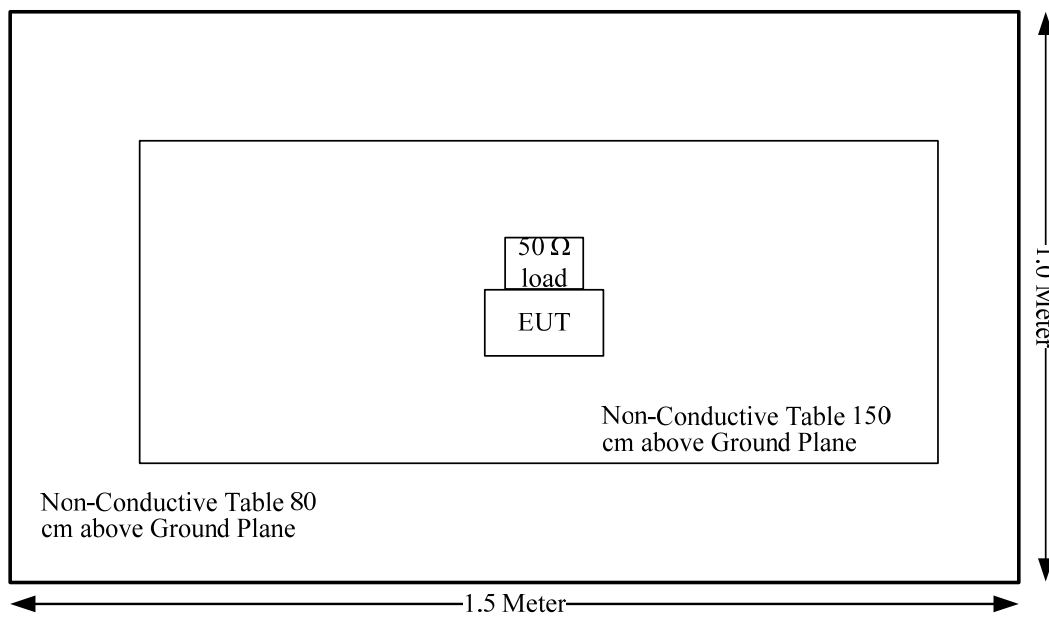 50 Ω
load
EUT
1.0 Meter
Non-Conductive Table 150
cm above Ground Plane
Non-Conductive Table 80
cm above Ground Plane
1.5 Meter